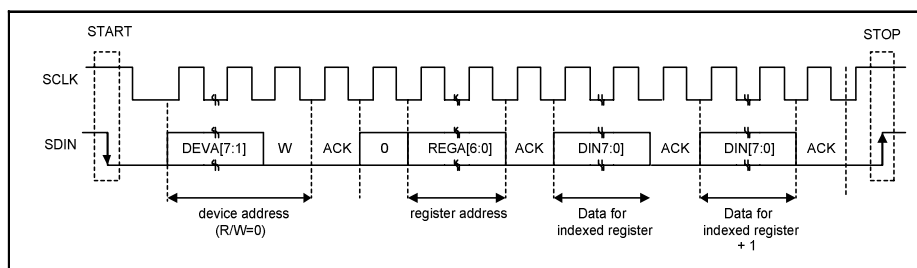 START
STOP
SCLK
SDIN
DEVA[7:1]
W
ACK
0
REGA[6:0]
ACK
DIN7:0]
ACK
DIN[7:0]
ACK
device address
(R/W=0)
register address
Data for
indexed register
Data for
indexed register
+ 1